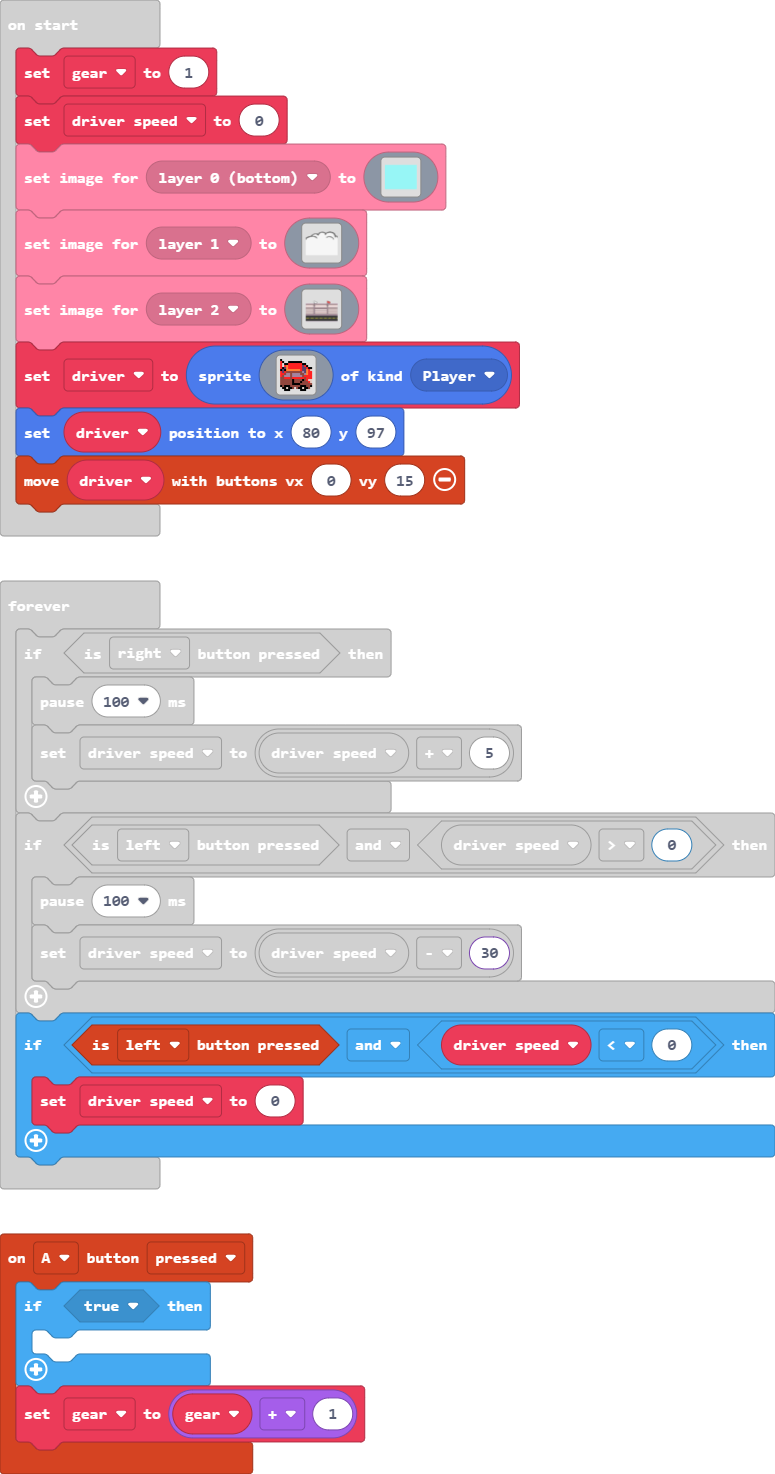 on start
set gear to 1
set driver speed to 0
set image for layer 0 (bottom) to
set image for layer 1 to
set image for layer 2 to
set driver to sprite of kind Player
set driver position to x 80 y 97
move driver with buttons vx 0 vy 15
forever
if is right button pressed then
pause 100 ms
set driver speed to driver speed + 5
if is left button pressed and driver speed > 0 then
pause 100 ms
set driver speed to driver speed - 30
if is left button pressed and driver speed < 0 then
set driver speed to 0
on A button pressed
if true then
set gear to gear + 1